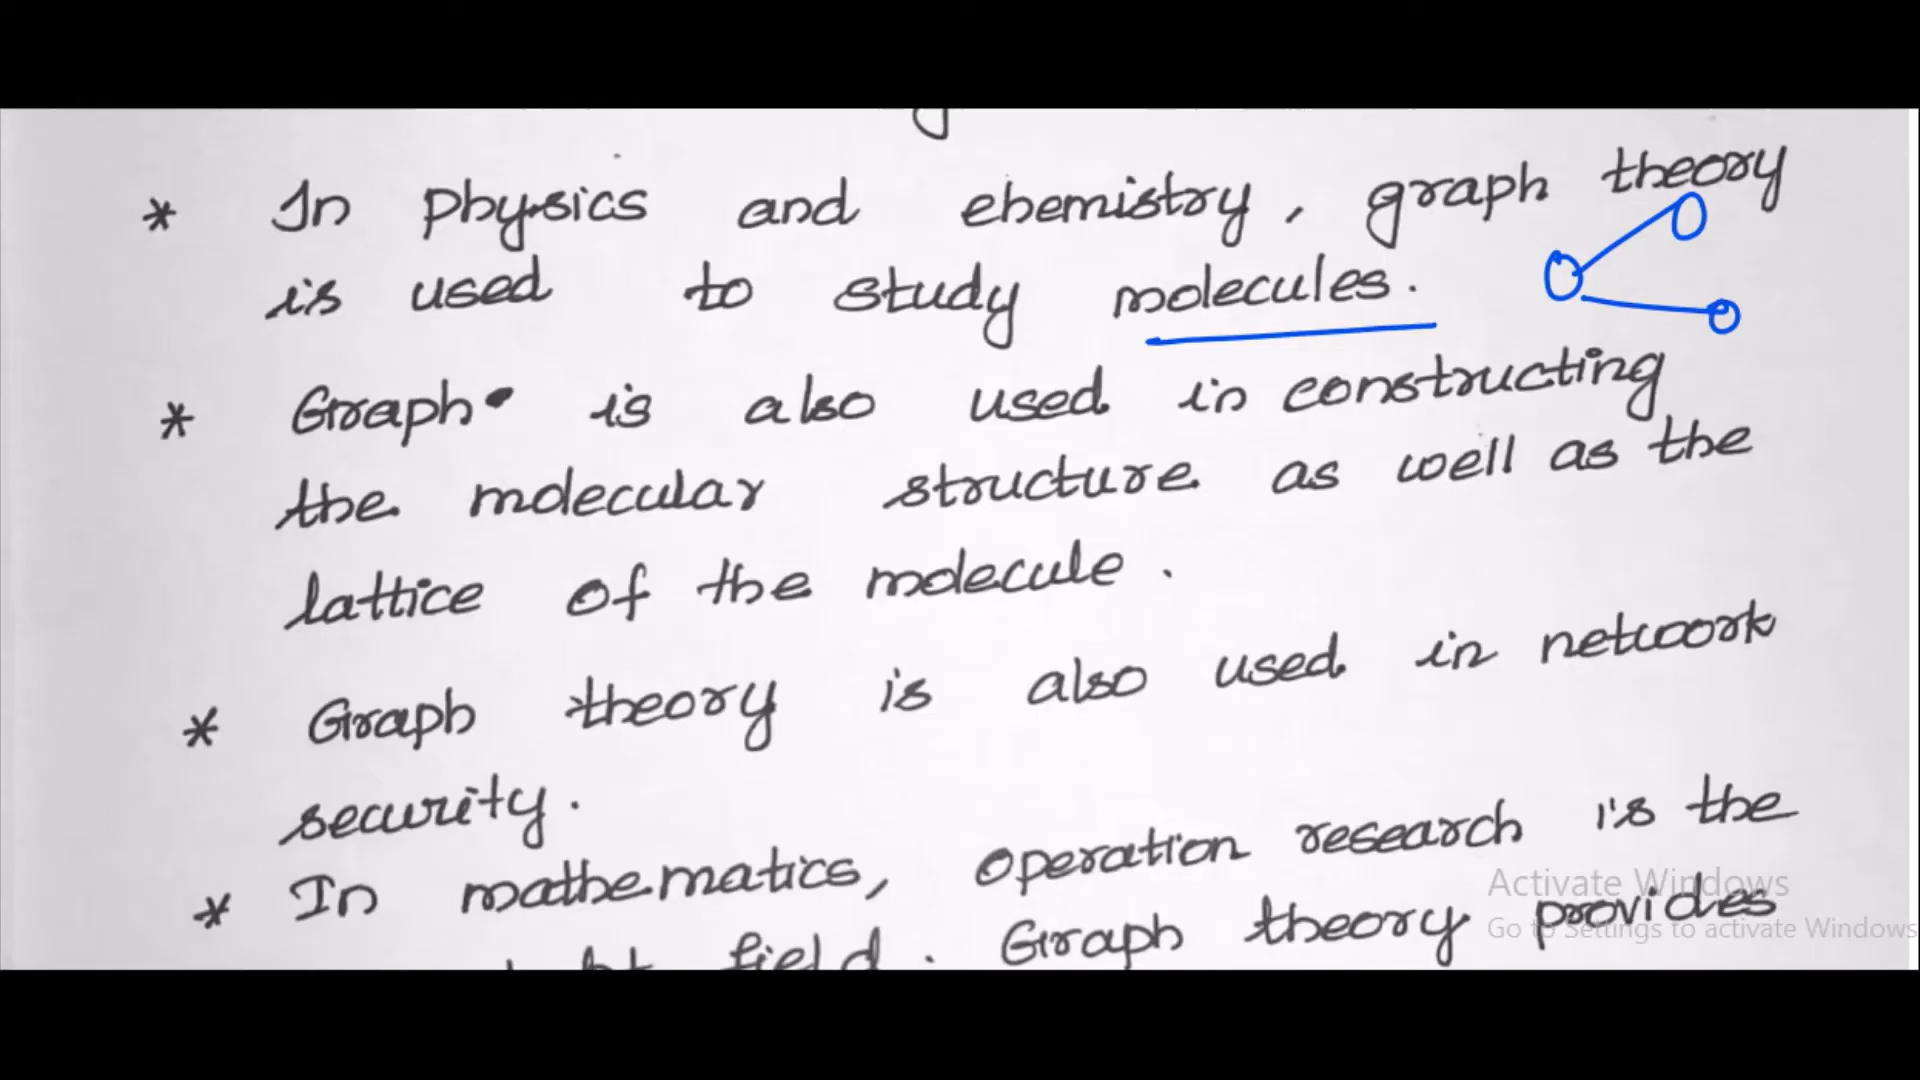 * In physics and chemistry, graph theory
is used to study molecules.
* Graph is also used in constructing
the molecular structure as well as the
lattice of the molecule.
* Graph theory is also used in network
security.
* In mathematics, operation research is the
field. Graph theory provides
Activate Windows
Go to Settings to activate Windows